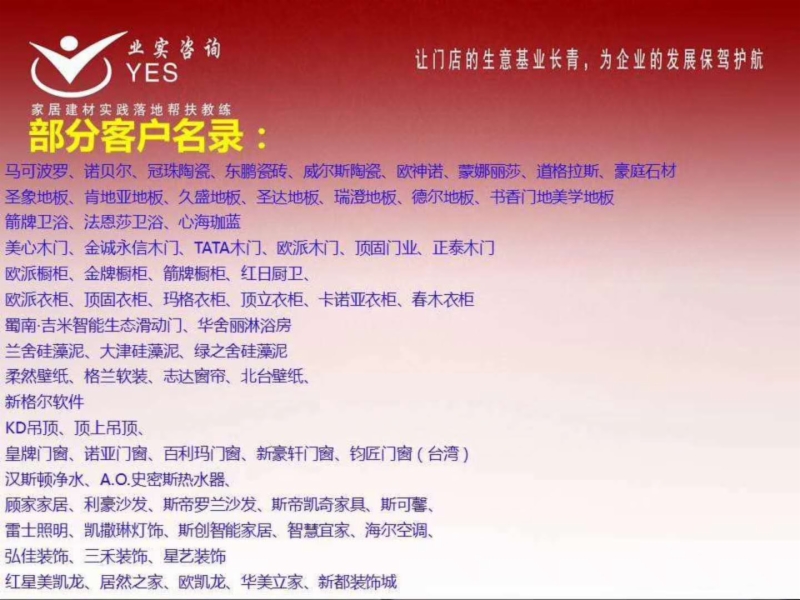 业实咨询
YES
家居建材实践落地帮扶教练
让门店的生意基业长青，为企业的发展保驾护航
部分客户名录：
马可波罗、诺贝尔、冠珠陶瓷、东鹏瓷砖、威尔斯陶瓷、欧神诺、蒙娜丽莎、道格拉斯、豪庭石材
圣象地板、肯地亚地板、久盛地板、圣达地板、瑞澄地板、德尔地板、书香门地美学地板
箭牌卫浴、法恩莎卫浴、心海珈蓝
美心木门、金诚永信木门、TATA木门、欧派木门、顶固门业、正泰木门
欧派橱柜、金牌橱柜、箭牌橱柜、红日厨卫、
欧派衣柜、顶固衣柜、玛格衣柜、顶立衣柜、卡诺亚衣柜、春木衣柜
蜀南·吉米智能生态滑动门、华舍丽淋浴房
兰舍硅藻泥、大津硅藻泥、绿之舍硅藻泥
柔然壁纸、格兰软装、志达窗帘、北台壁纸、
新格尔软件
KD吊顶、顶上吊顶、
皇牌门窗、诺亚门窗、百利玛门窗、新豪轩门窗、钧匠门窗（台湾）
汉斯顿净水、A.O.史密斯热水器、
顾家家居、利豪沙发、斯帝罗兰沙发、斯帝凯奇家具、斯可馨、
雷士照明、凯撒琳灯饰、斯创智能家居、智慧宜家、海尔空调、
弘佳装饰、三禾装饰、星艺装饰
红星美凯龙、居然之家、欧凯龙、华美立家、新都装饰城